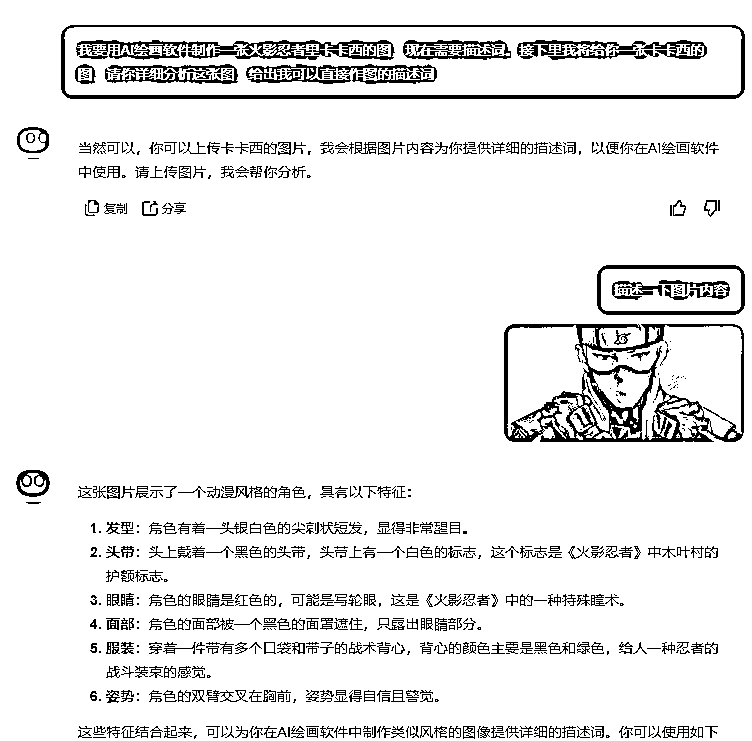 我要用AI绘画软件制作一张火影忍者里卡卡西的图 现在需要描述词，接下里我将给你一张卡卡西的
图 请你详细分析这张图 给出我可以直接作图的描述词
当然可以，你可以上传卡卡西的图片，我会根据图片内容为你提供详细的描述词，以便你在AI绘画软件
中使用。请上传图片，我会帮你分析。
复制 分享
描述一下图片内容
这张图片展示了一个动漫风格的角色，具有以下特征：
1. 发型：角色有着一头银白色的尖刺状短发，显得非常醒目。
2. 头带：头上戴着一个黑色的头带，头带上有一个白色的标志，这个标志是《火影忍者》中木叶村的
护额标志。
3. 眼睛：角色的眼睛是红色的，可能是写轮眼，这是《火影忍者》中的一种特殊瞳术。
4. 面部：角色的面部被一个黑色的面罩遮住，只露出眼睛部分。
5. 服装：穿着一件带有多个口袋和带子的战术背心，背心的颜色主要是黑色和绿色，给人一种忍者的
战斗装束的感觉。
6. 姿势：角色的双臂交叉在胸前，姿势显得自信且警觉。
这些特征结合起来，可以为你在AI绘画软件中制作类似风格的图像提供详细的描述词。你可以使用如下